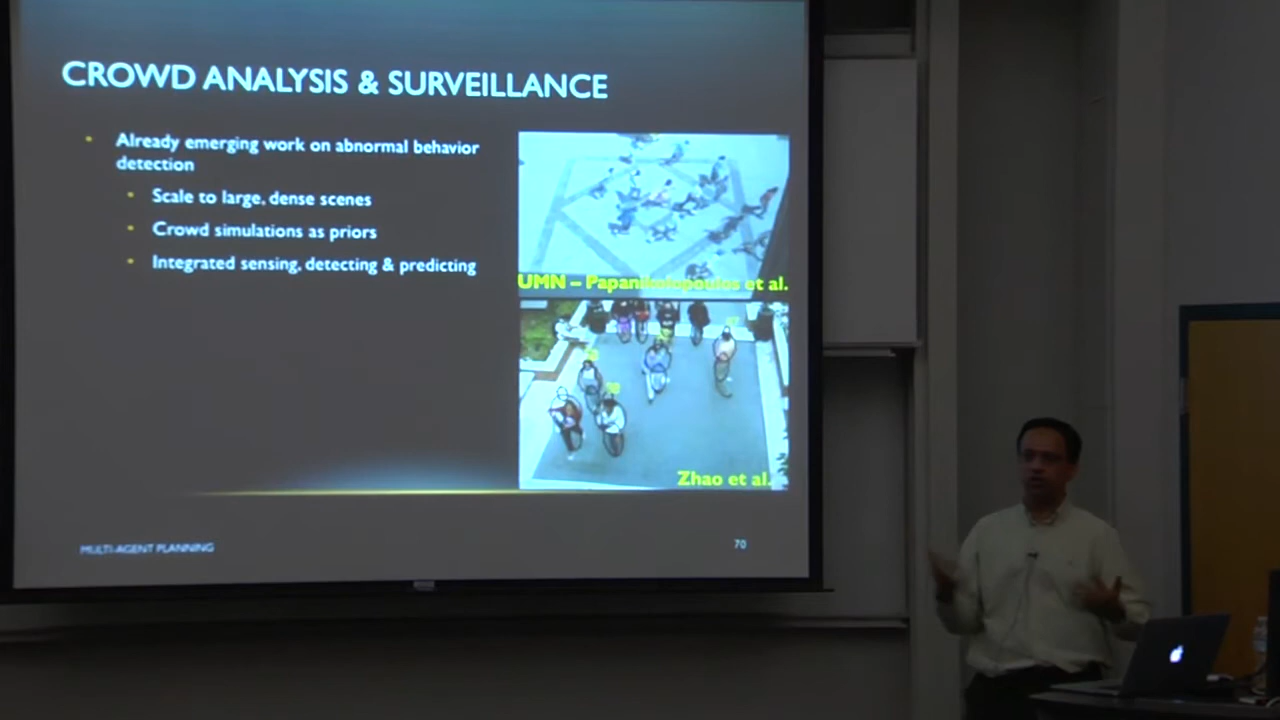 CROWD ANALYSIS & SURVEILLANCE
• Already emerging work on abnormal behavior
detection
• Scale to large, dense scenes
• Crowd simulations as priors
• Integrated sensing, detecting & predicting
UMN – Papanikolopoulos et al.
Zhao et al.
MULTI-AGENT PLANNING
70